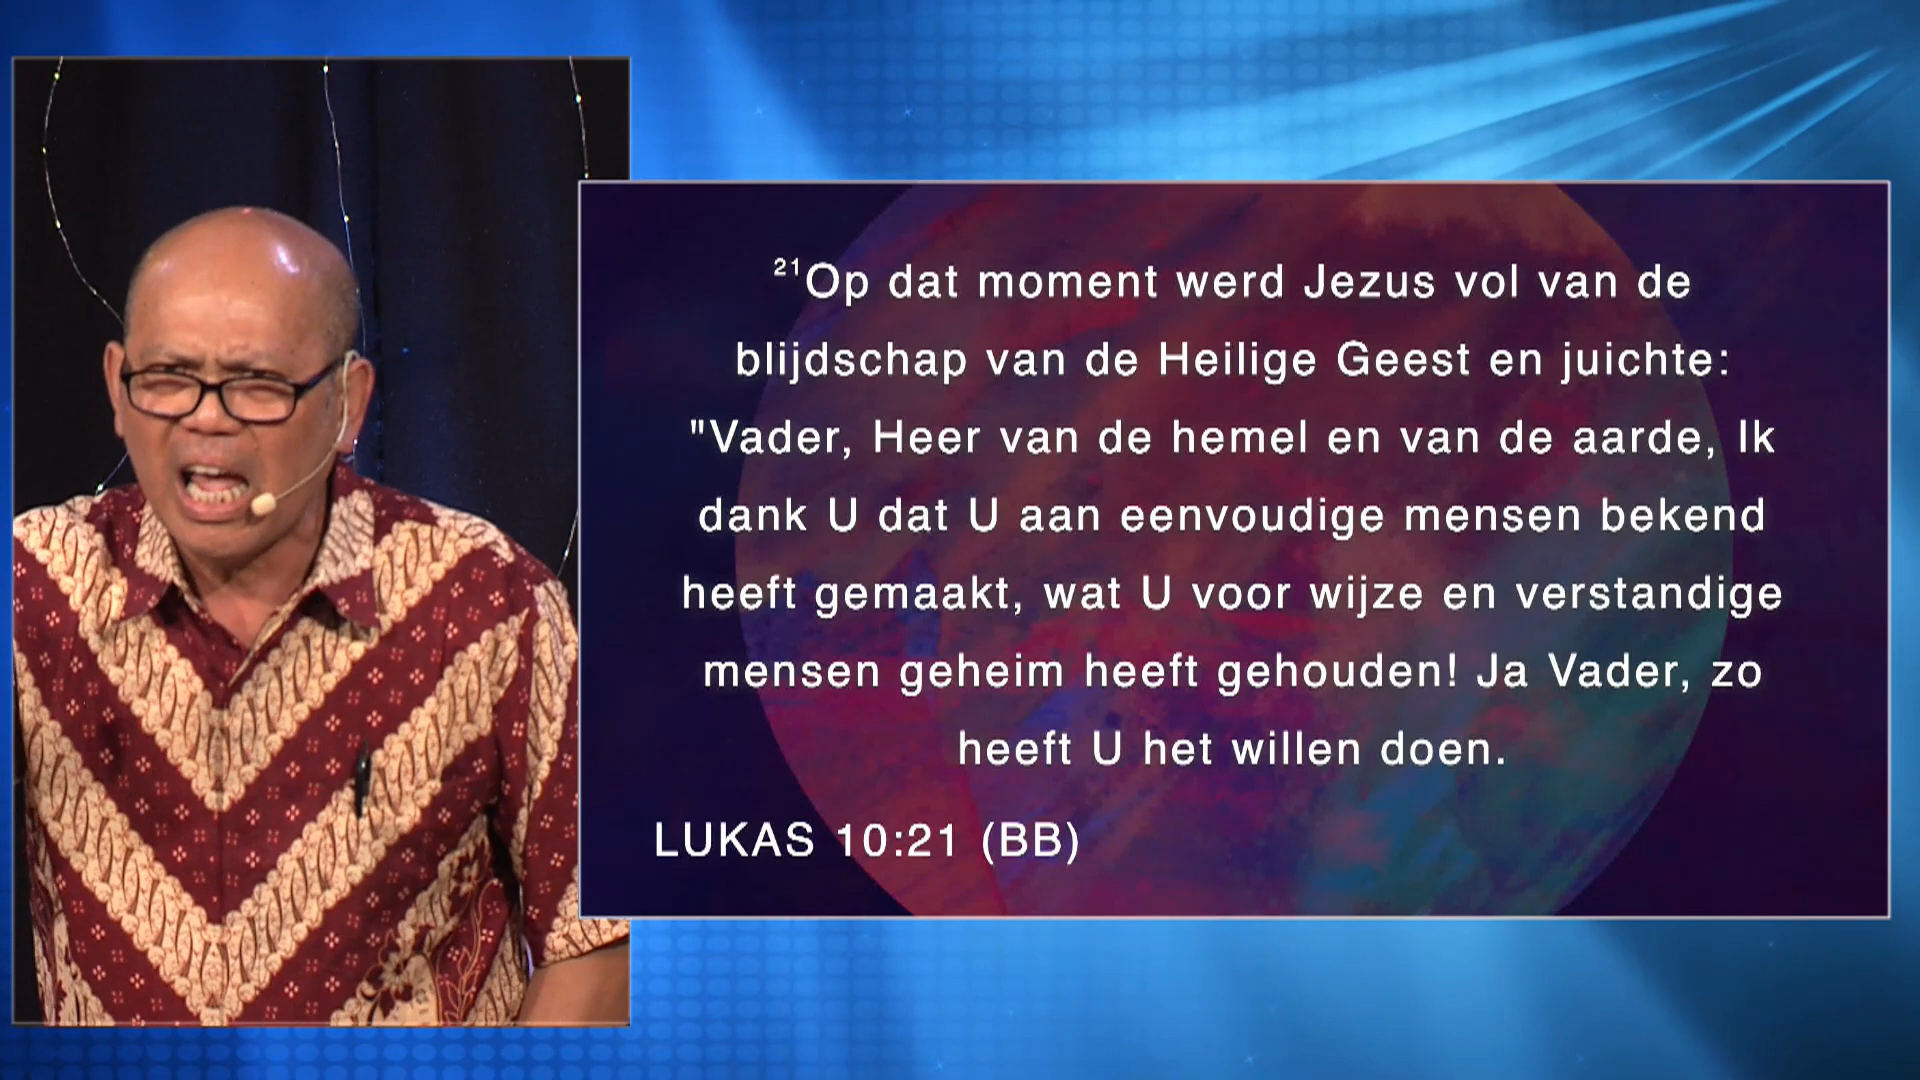 ²¹Op dat moment werd Jezus vol van de
blijdschap van de Heilige Geest en juichte:
"Vader, Heer van de hemel en van de aarde, Ik
dank U dat U aan eenvoudige mensen bekend
heeft gemaakt, wat U voor wijze en verstandige
mensen geheim heeft gehouden! Ja Vader, zo
heeft U het willen doen.
LUKAS 10:21 (BB)